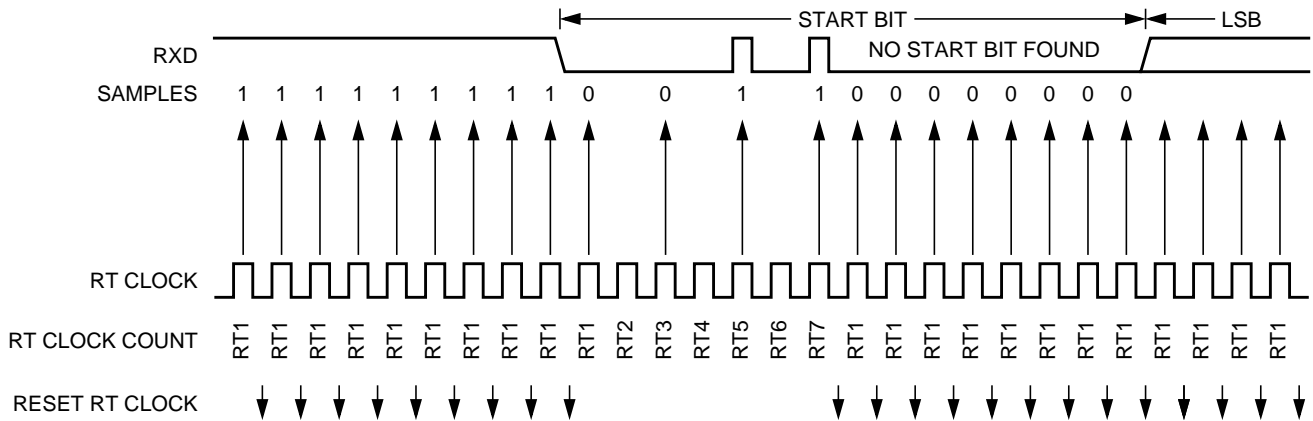 START BIT LSB
RXD NO START BIT FOUND
SAMPLES 1 1 1 1 1 1 1 1 1 0 0 1 1 0 0 0 0 0 0 0 0
RT CLOCK
RT CLOCK COUNT RT1 RT1 RT1 RT1 RT1 RT1 RT1 RT1 RT1 RT1 RT2 RT3 RT4 RT5 RT6 RT7 RT1 RT1 RT1 RT1 RT1 RT1 RT1 RT1 RT1 RT1 RT1 RT1
RESET RT CLOCK